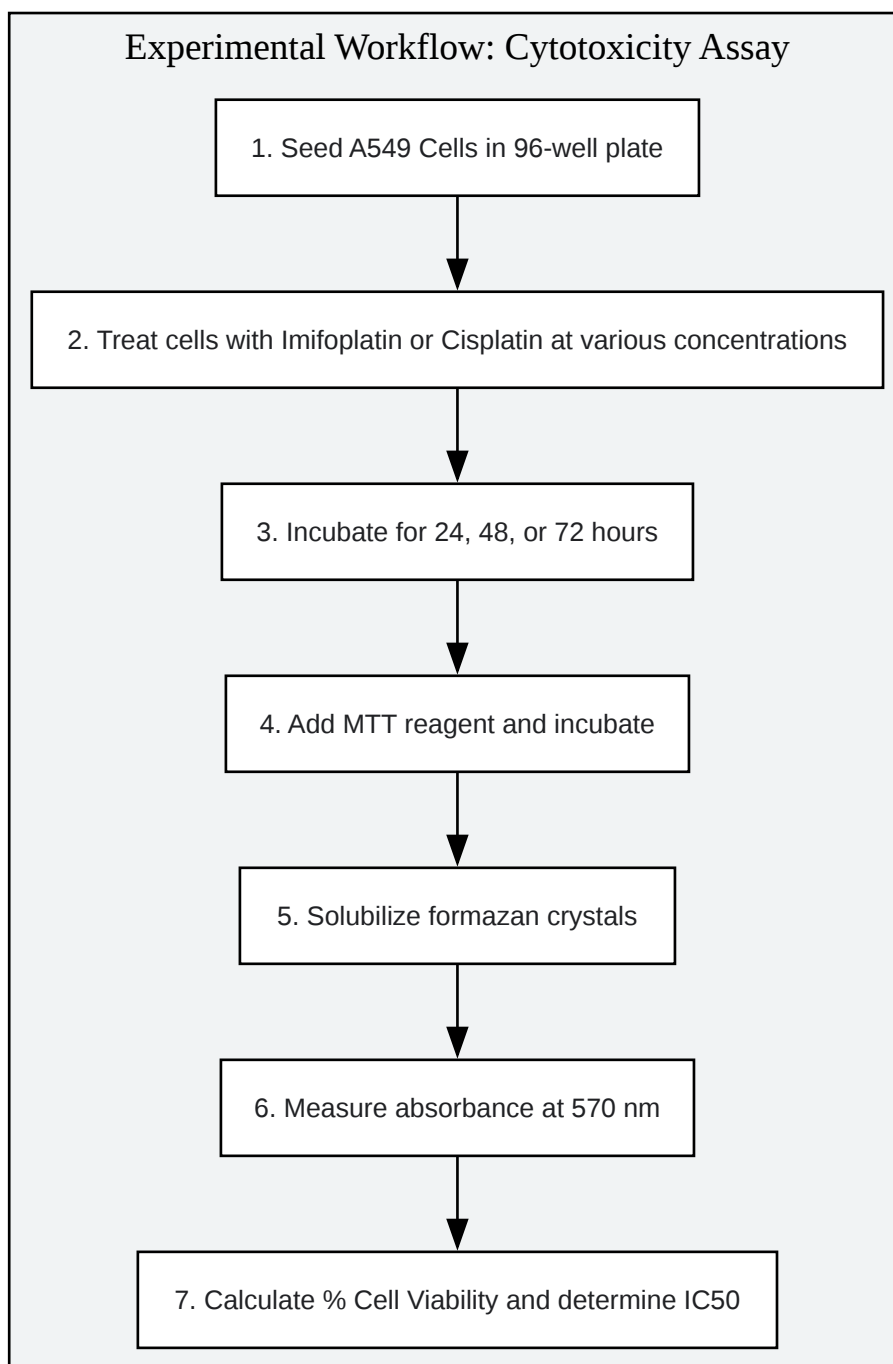 Experimental Workflow: Cytotoxicity Assay
1. Seed A549 Cells in 96-well plate
2. Treat cells with Imifoplatin or Cisplatin at various concentrations
3. Incubate for 24, 48, or 72 hours
4. Add MTT reagent and incubate
5. Solubilize formazan crystals
6. Measure absorbance at 570 nm
7. Calculate % Cell Viability and determine IC50